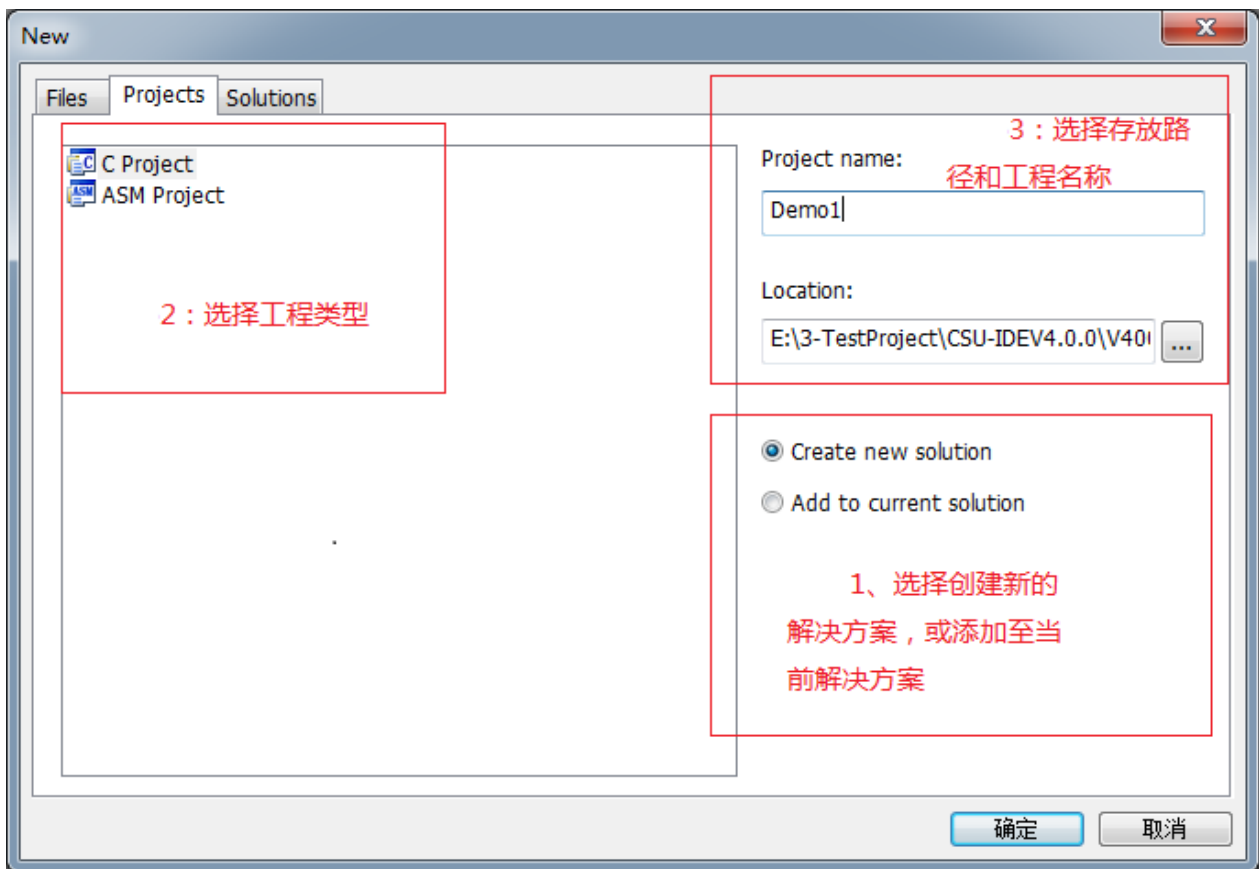 New
Files
Projects
Solutions
C Project
ASM Project
2：选择工程类型
3：选择存放路
径和工程名称
Project name:
Demo1
Location:
E:\3-TestProject\CSU-IDEV4.0.0\V40
...
Create new solution
Add to current solution
1、选择创建新的
解决方案，或添加至当
前解决方案
确定
取消